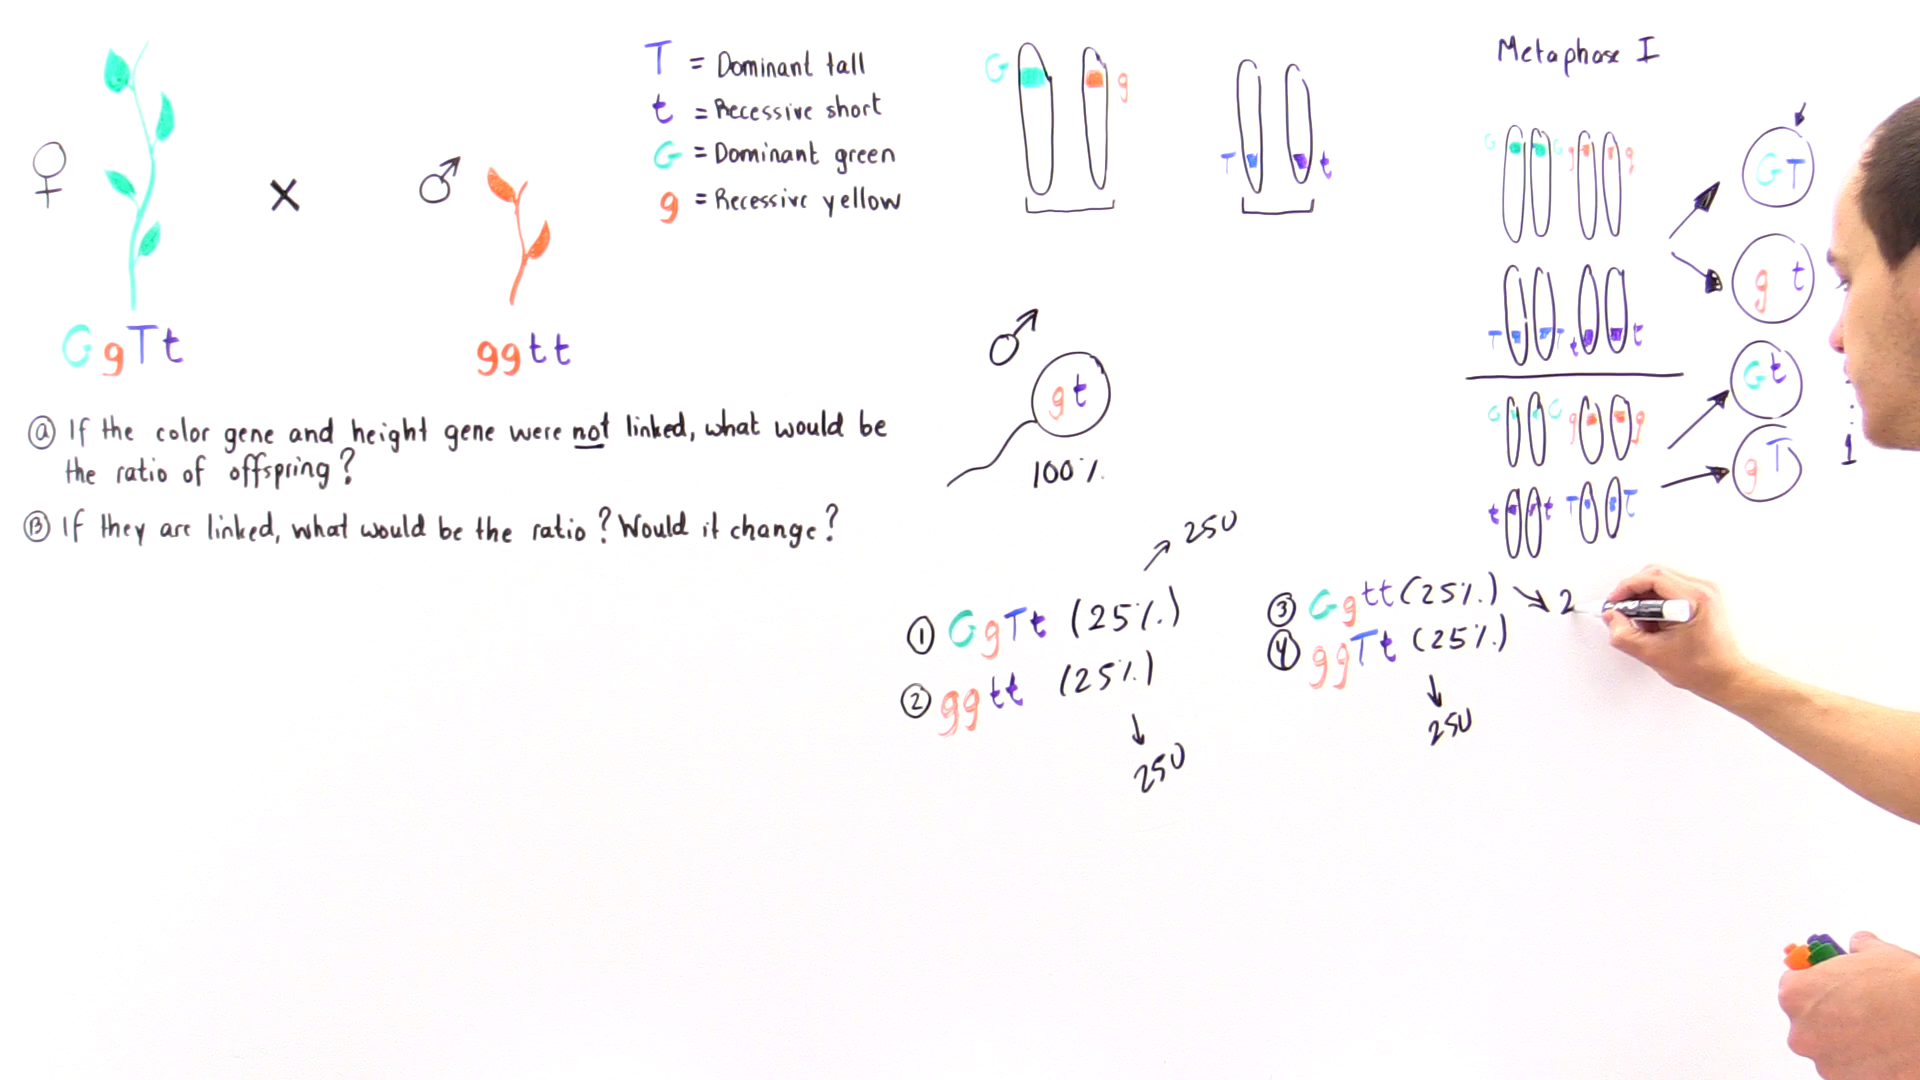 ♀
X
♂
GgTt
ggtt
T = Dominant tall
t = Recessive short
G = Dominant green
g = Recessive yellow
G g
T t
ⓐ If the color gene and height gene were not linked, what would be
the ratio of offspring?
Ⓑ If they are linked, what would be the ratio? Would it change?
♂
gt
100%.
Metaphase I
G G g g
T T t t
G G g g
t t T T
GT
g t
Gt
gT
1
① GgTt (25%.)
250
② ggtt (25%)
250
③ Ggtt (25%.)
2
④ ggTt (25%.)
250